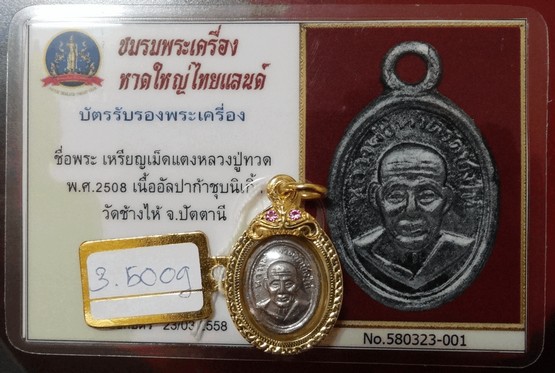 ชมรมพระเครื่อง
หาดใหญ่ไทยแลนด์
บัตรรับรองพระเครื่อง
ชื่อพระ เหรียญเม็ดแตงหลวงปู่ทวด
พ.ศ.2508 เนื้ออัลปาก้าชุบนิเกิ้
วัดช้างไห้ จ.ปัตตานี
3.500g
23/03
558
No.580323-001